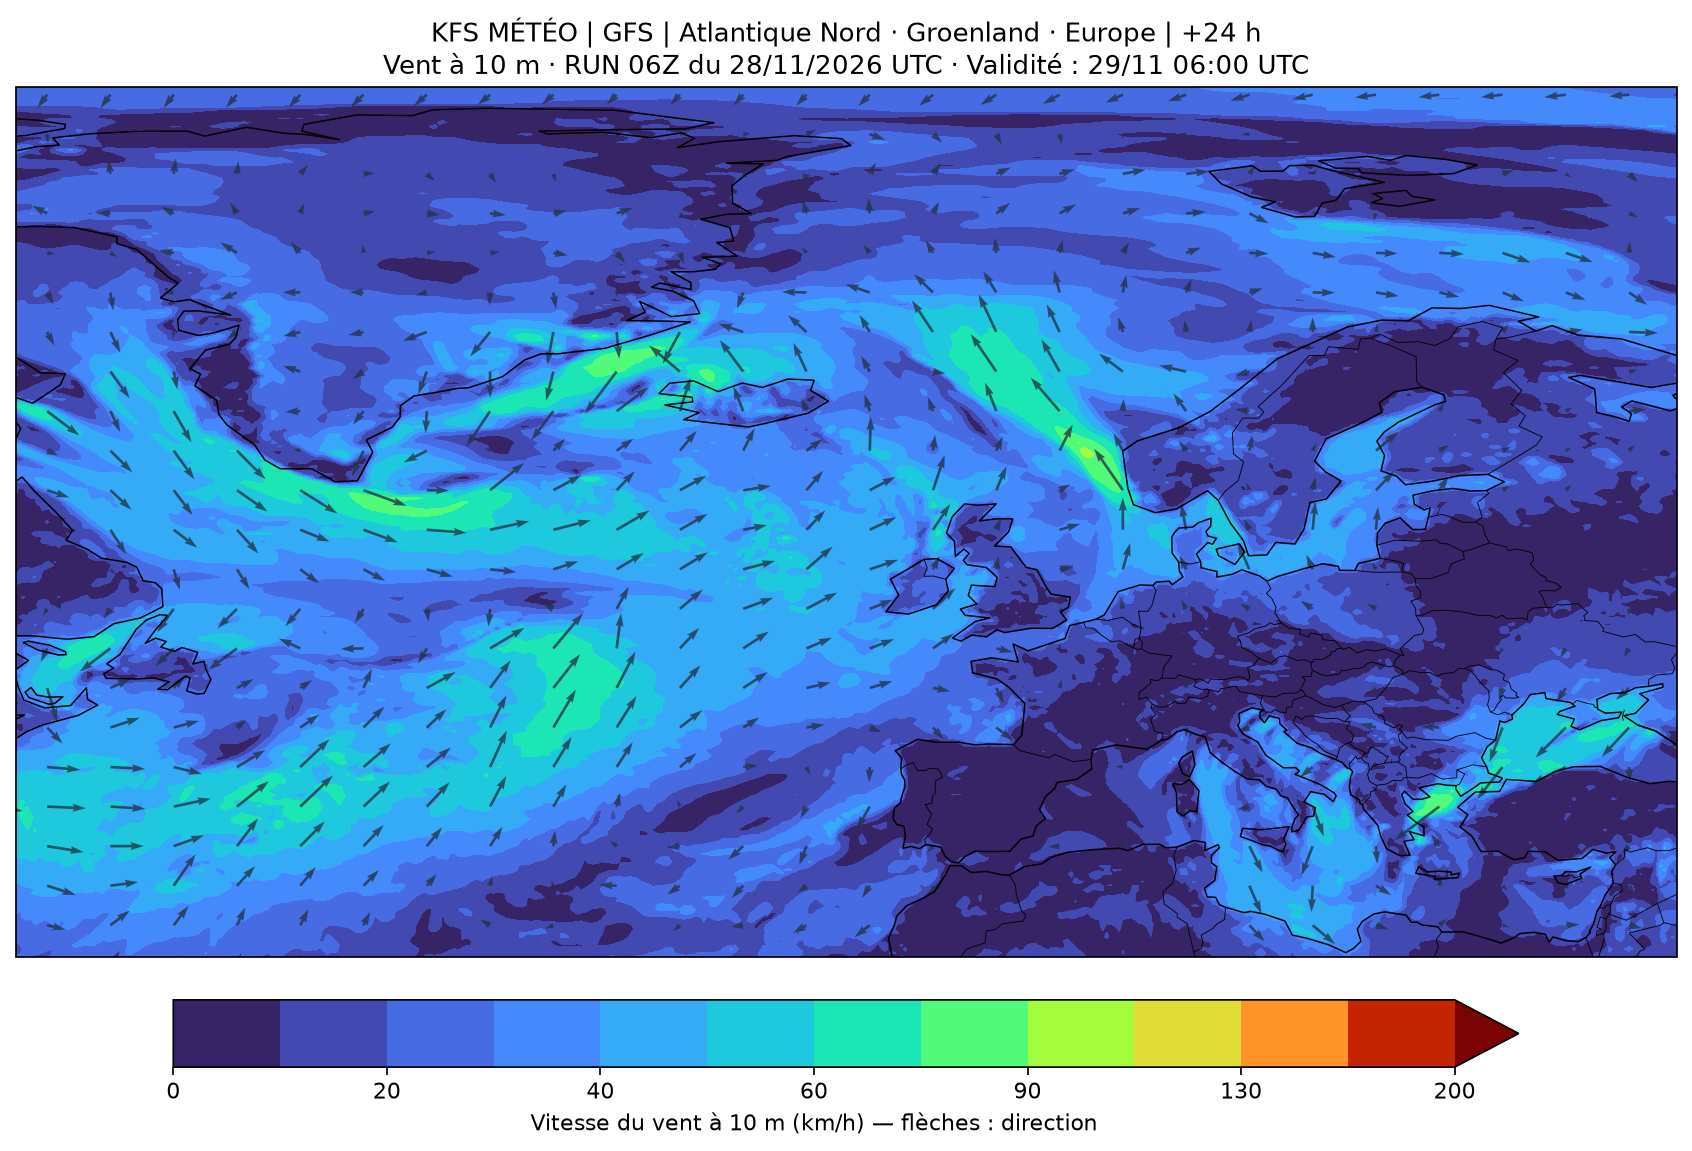 KFS MÉTÉO | GFS | Atlantique Nord · Groenland · Europe | +24 h
Vent à 10 m · RUN 06Z du 28/11/2026 UTC · Validité : 29/11 06:00 UTC
0 20 40 60 90 130 200
Vitesse du vent à 10 m (km/h) — flèches : direction